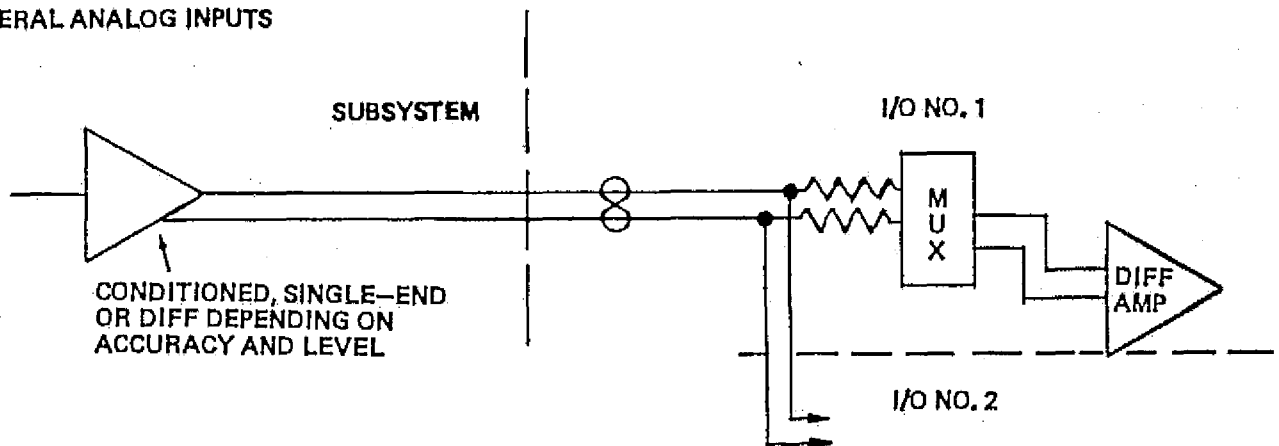 ERAL ANALOG INPUTS
SUBSYSTEM
I/O NO. 1
MUX
DIFF
AMP
CONDITIONED, SINGLE–END
OR DIFF DEPENDING ON
ACCURACY AND LEVEL
I/O NO. 2